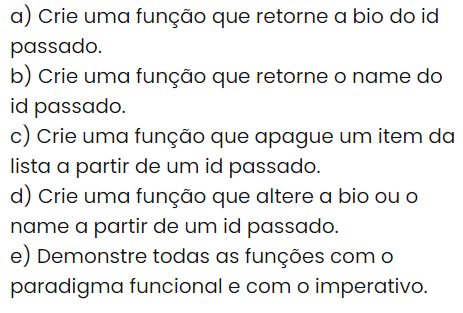 a) Crie uma função que retorne a bio do id
passado.
b) Crie uma função que retorne o name do
id passado.
c) Crie uma função que apague um item da
lista a partir de um id passado.
d) Crie uma função que altere a bio ou o
name a partir de um id passado.
e) Demonstre todas as funções com o
paradigma funcional e com o imperativo.